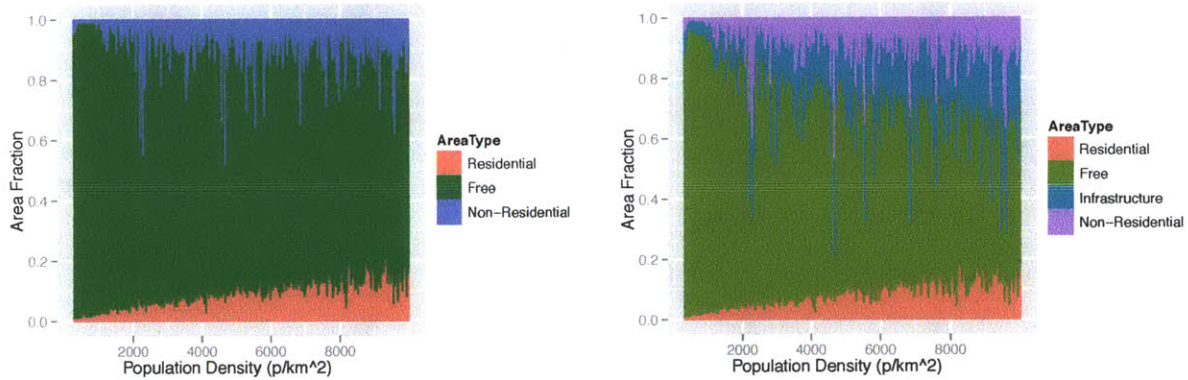 1.0
0.8
0.6
0.4
0.2
0.0
Area Fraction
2000 4000 6000 8000
Population Density (p/km^2)
AreaType
Residential
Free
Non-Residential
1.0
0.8
0.6
0.4
0.2
0.0
Area Fraction
2000 4000 6000 8000
Population Density (p/km^2)
AreaType
Residential
Free
Infrastructure
Non-Residential